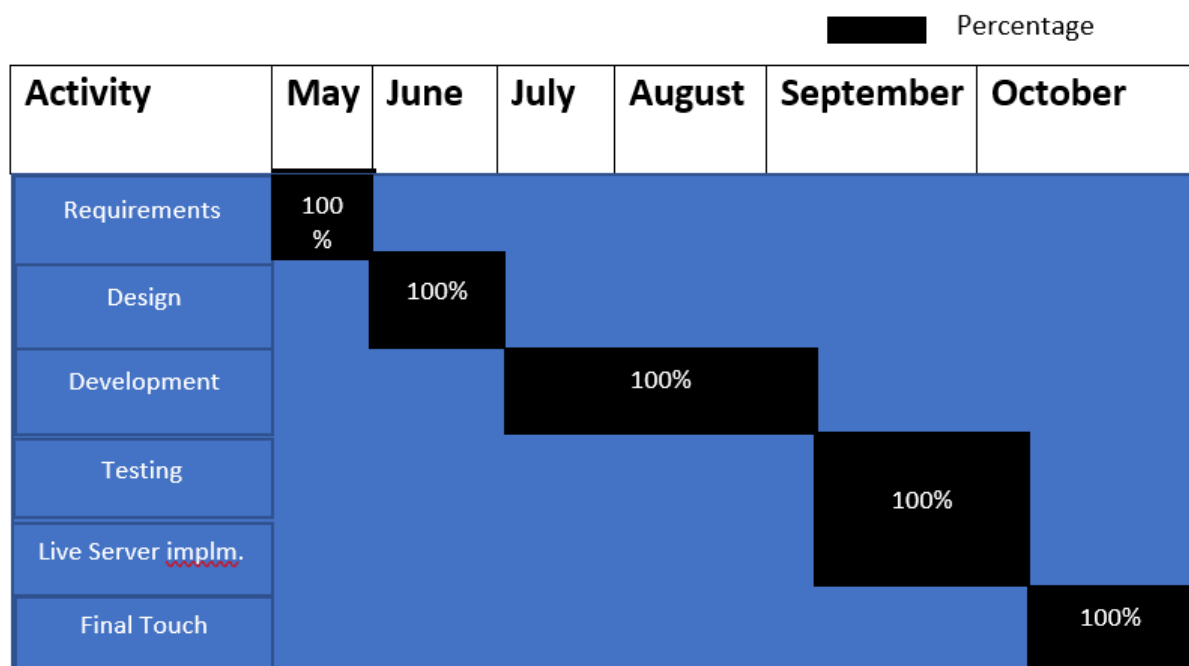 Percentage
Activity May June July August September October
Requirements 100
%
Design 100%
Development 100%
Testing
100%
Live Server implm.
Final Touch 100%